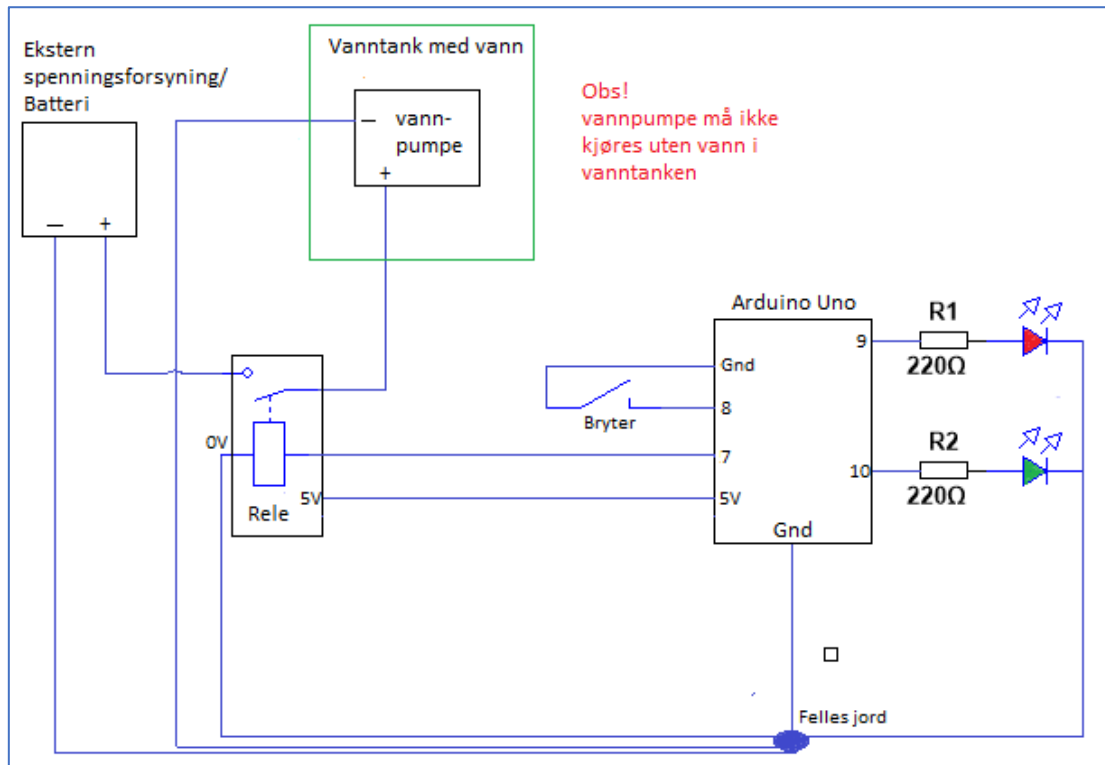 Ekstern
spenningsforsyning/
Batteri
— +
Vanntank med vann
— vann-
pumpe
+
Obs!
vannpumpe må ikke
kjøres uten vann i
vanntanken
Arduino Uno
Gnd
8
7
5V
Gnd
9
10
R1
220Ω
R2
220Ω
Bryter
0V
5V
Rele
Felles jord